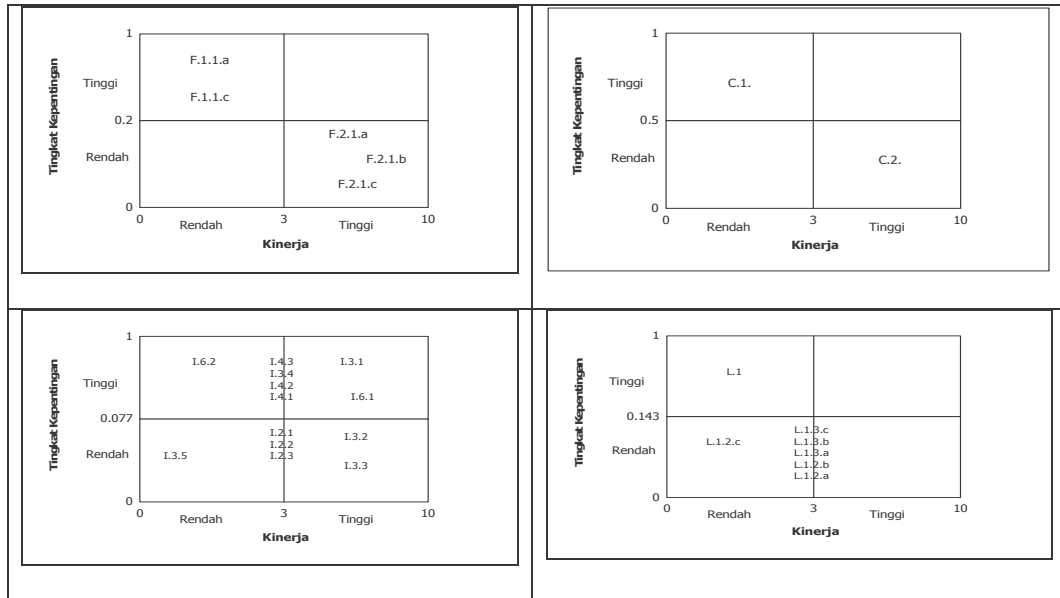 1
F.1.1.a
Tinggi
F.1.1.c
0.2
F.2.1.a
Rendah
F.2.1.b
F.2.1.c
0
0
3
10
Rendah
Tinggi
Kinerja
Tingkat Kepentingan
1
Tinggi
C.1.
0.5
Rendah
C.2.
0
0
3
10
Rendah
Tinggi
Kinerja
Tingkat Kepentingan
1
I.6.2
I.4.3
I.3.1
I.3.4
Tinggi
I.4.2
I.4.1
I.6.1
0.077
I.2.1
I.3.2
I.2.2
Rendah
I.3.5
I.2.3
I.3.3
0
0
3
10
Rendah
Tinggi
Kinerja
Tingkat Kepentingan
1
L.1
Tinggi
0.143
L.1.3.c
L.1.2.c
L.1.3.b
Rendah
L.1.3.a
L.1.2.b
L.1.2.a
0
0
3
10
Rendah
Tinggi
Kinerja
Tingkat Kepentingan